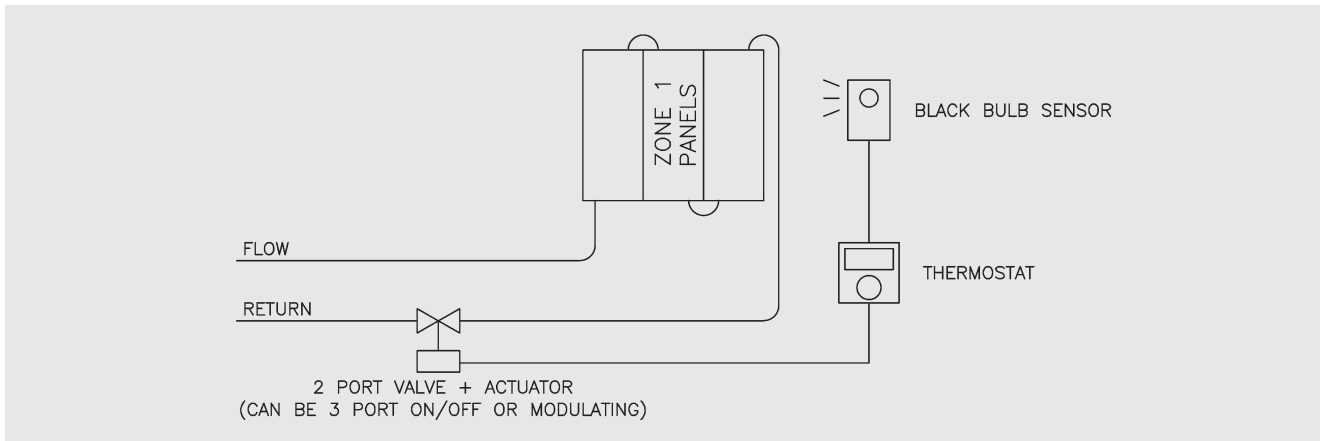 ZONE 1
PANELS
BLACK BULB SENSOR
FLOW
THERMOSTAT
RETURN
2 PORT VALVE + ACTUATOR
(CAN BE 3 PORT ON/OFF OR MODULATING)